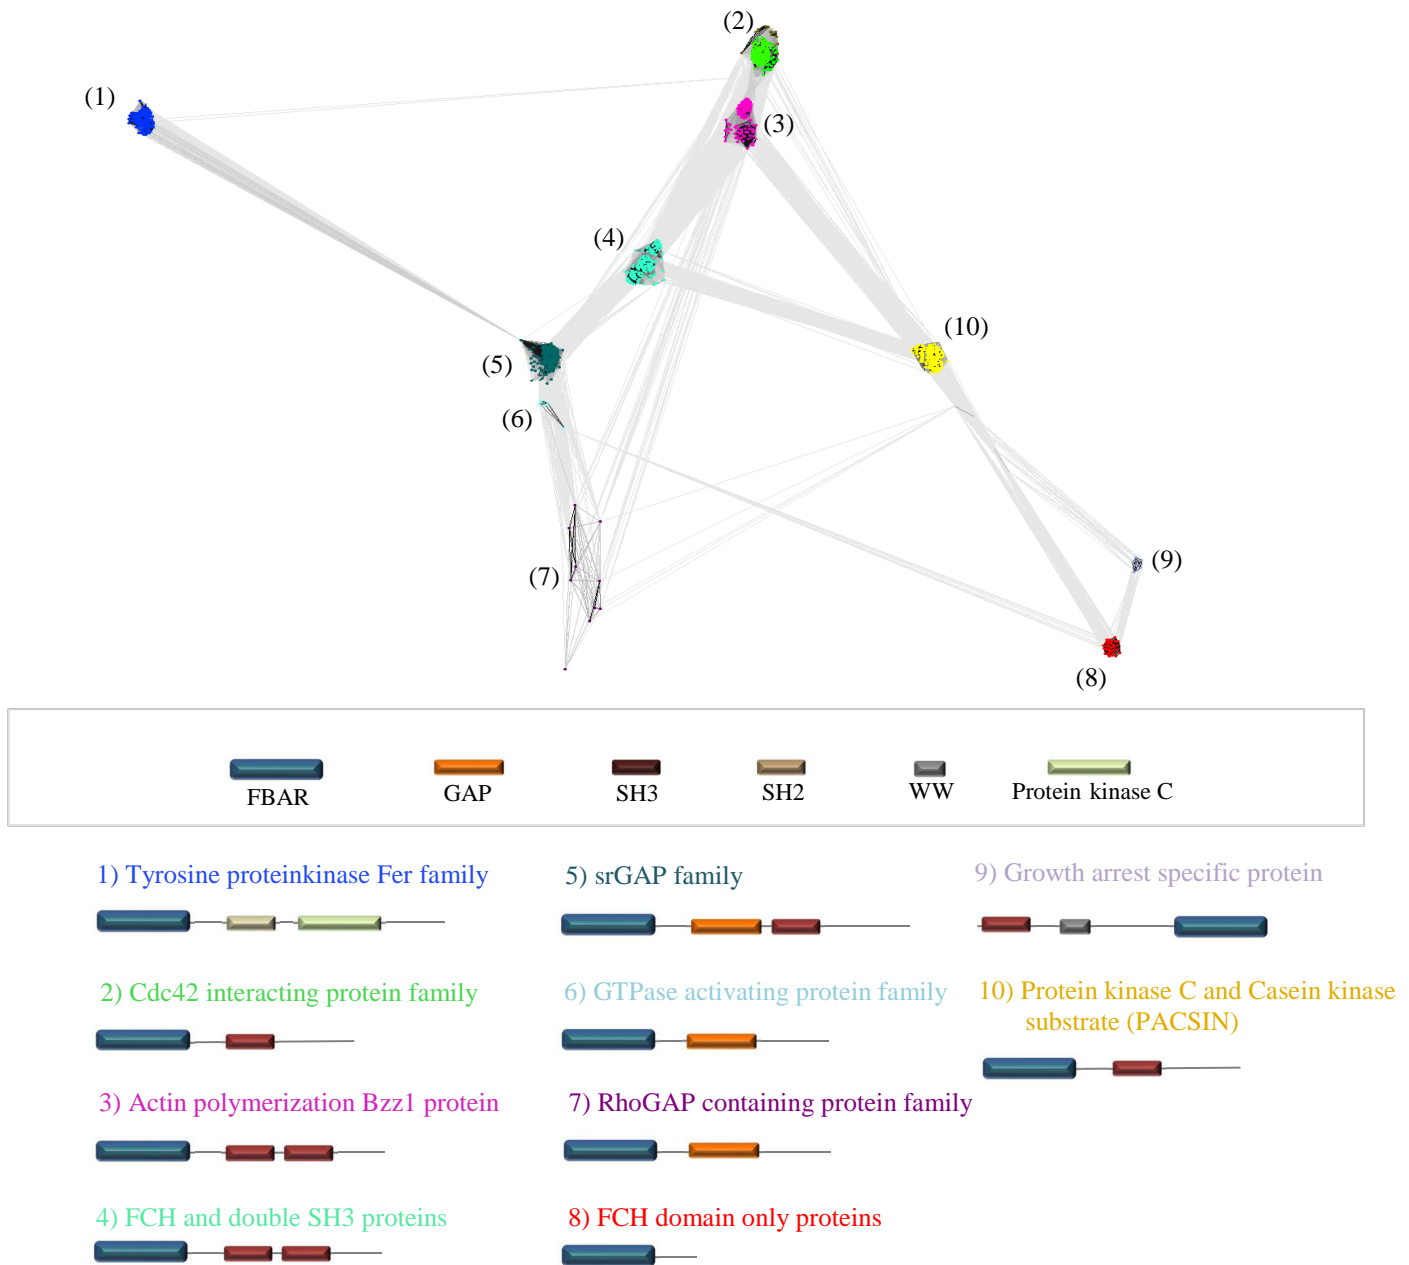 (2)
(1)
(3)
(4)
(10)
(5)
(6)
(9)
(7)
(8)
FBAR
GAP
SH3
SH2
WW
Protein kinase C
1) Tyrosine proteinkinase Fer family
2) Cdc42 interacting protein family
3) Actin polymerization Bzz1 protein
4) FCH and double SH3 proteins
5) srGAP family
6) GTPase activating protein family
7) RhoGAP containing protein family
8) FCH domain only proteins
9) Growth arrest specific protein
10) Protein kinase C and Casein kinase
substrate (PACSIN)